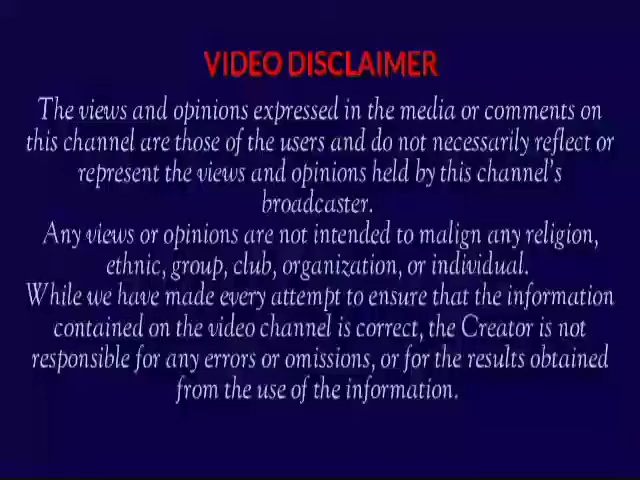 VIDEO DISCLAIMER
The views and opinions expressed in the media or comments on
this channel are those of the users and do not necessarily reflect or
represent the views and opinions held by this channel's
broadcaster.
Any views or opinions are not intended to malign any religion,
ethnic, group, club, organization, or individual.
While we have made every attempt to ensure that the information
contained on the video channel is correct, the Creator is not
responsible for any errors or omissions, or for the results obtained
from the use of the information.